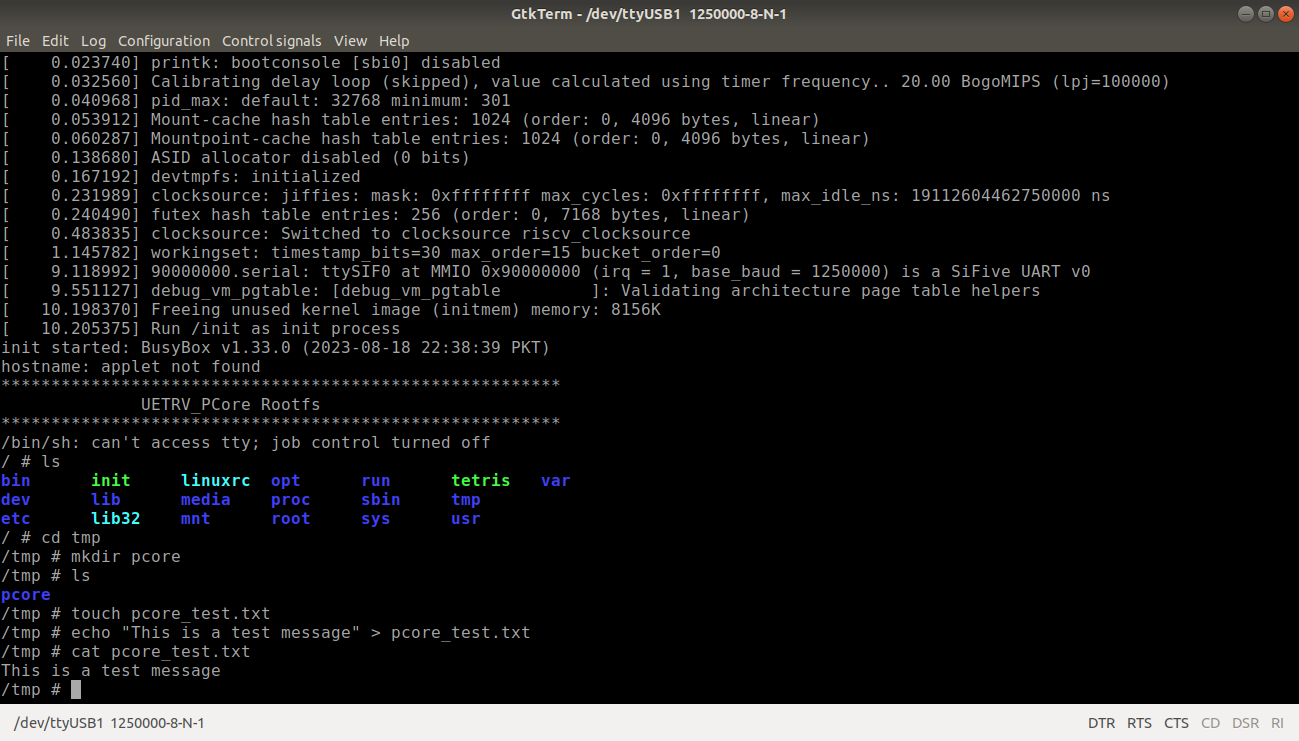 GtkTerm - /dev/ttyUSB1 1250000-8-N-1
File Edit Log Configuration Control signals View Help
[    0.023740] printk: bootconsole [sbi0] disabled
[    0.032560] Calibrating delay loop (skipped), value calculated using timer frequency.. 20.00 BogoMIPS (lpj=100000)
[    0.040968] pid_max: default: 32768 minimum: 301
[    0.053912] Mount-cache hash table entries: 1024 (order: 0, 4096 bytes, linear)
[    0.060287] Mountpoint-cache hash table entries: 1024 (order: 0, 4096 bytes, linear)
[    0.138680] ASID allocator disabled (0 bits)
[    0.167192] devtmpfs: initialized
[    0.231989] clocksource: jiffies: mask: 0xffffffff max_cycles: 0xffffffff, max_idle_ns: 19112604462750000 ns
[    0.240490] futex hash table entries: 256 (order: 0, 7168 bytes, linear)
[    0.483835] clocksource: Switched to clocksource riscv_clocksource
[    1.145782] workingset: timestamp_bits=30 max_order=15 bucket_order=0
[    9.118992] 90000000.serial: ttySIF0 at MMIO 0x90000000 (irq = 1, base_baud = 1250000) is a SiFive UART v0
[    9.551127] debug_vm_pgtable: [debug_vm_pgtable         ]: Validating architecture page table helpers
[   10.198370] Freeing unused kernel image (initmem) memory: 8156K
[   10.205375] Run /init as init process
init started: BusyBox v1.33.0 (2023-08-18 22:38:39 PKT)
hostname: applet not found
********************************************************
              UETRV_PCore Rootfs
********************************************************
/bin/sh: can't access tty; job control turned off
/ # ls
bin      init     linuxrc  opt      run      tetris   var
dev      lib      media    proc     sbin     tmp
etc      lib32    mnt      root     sys      usr
/ # cd tmp
/tmp # mkdir pcore
/tmp # ls
pcore
/tmp # touch pcore_test.txt
/tmp # echo "This is a test message" > pcore_test.txt
/tmp # cat pcore_test.txt
This is a test message
/tmp #
/dev/ttyUSB1 1250000-8-N-1 DTR RTS CTS CD DSR RI